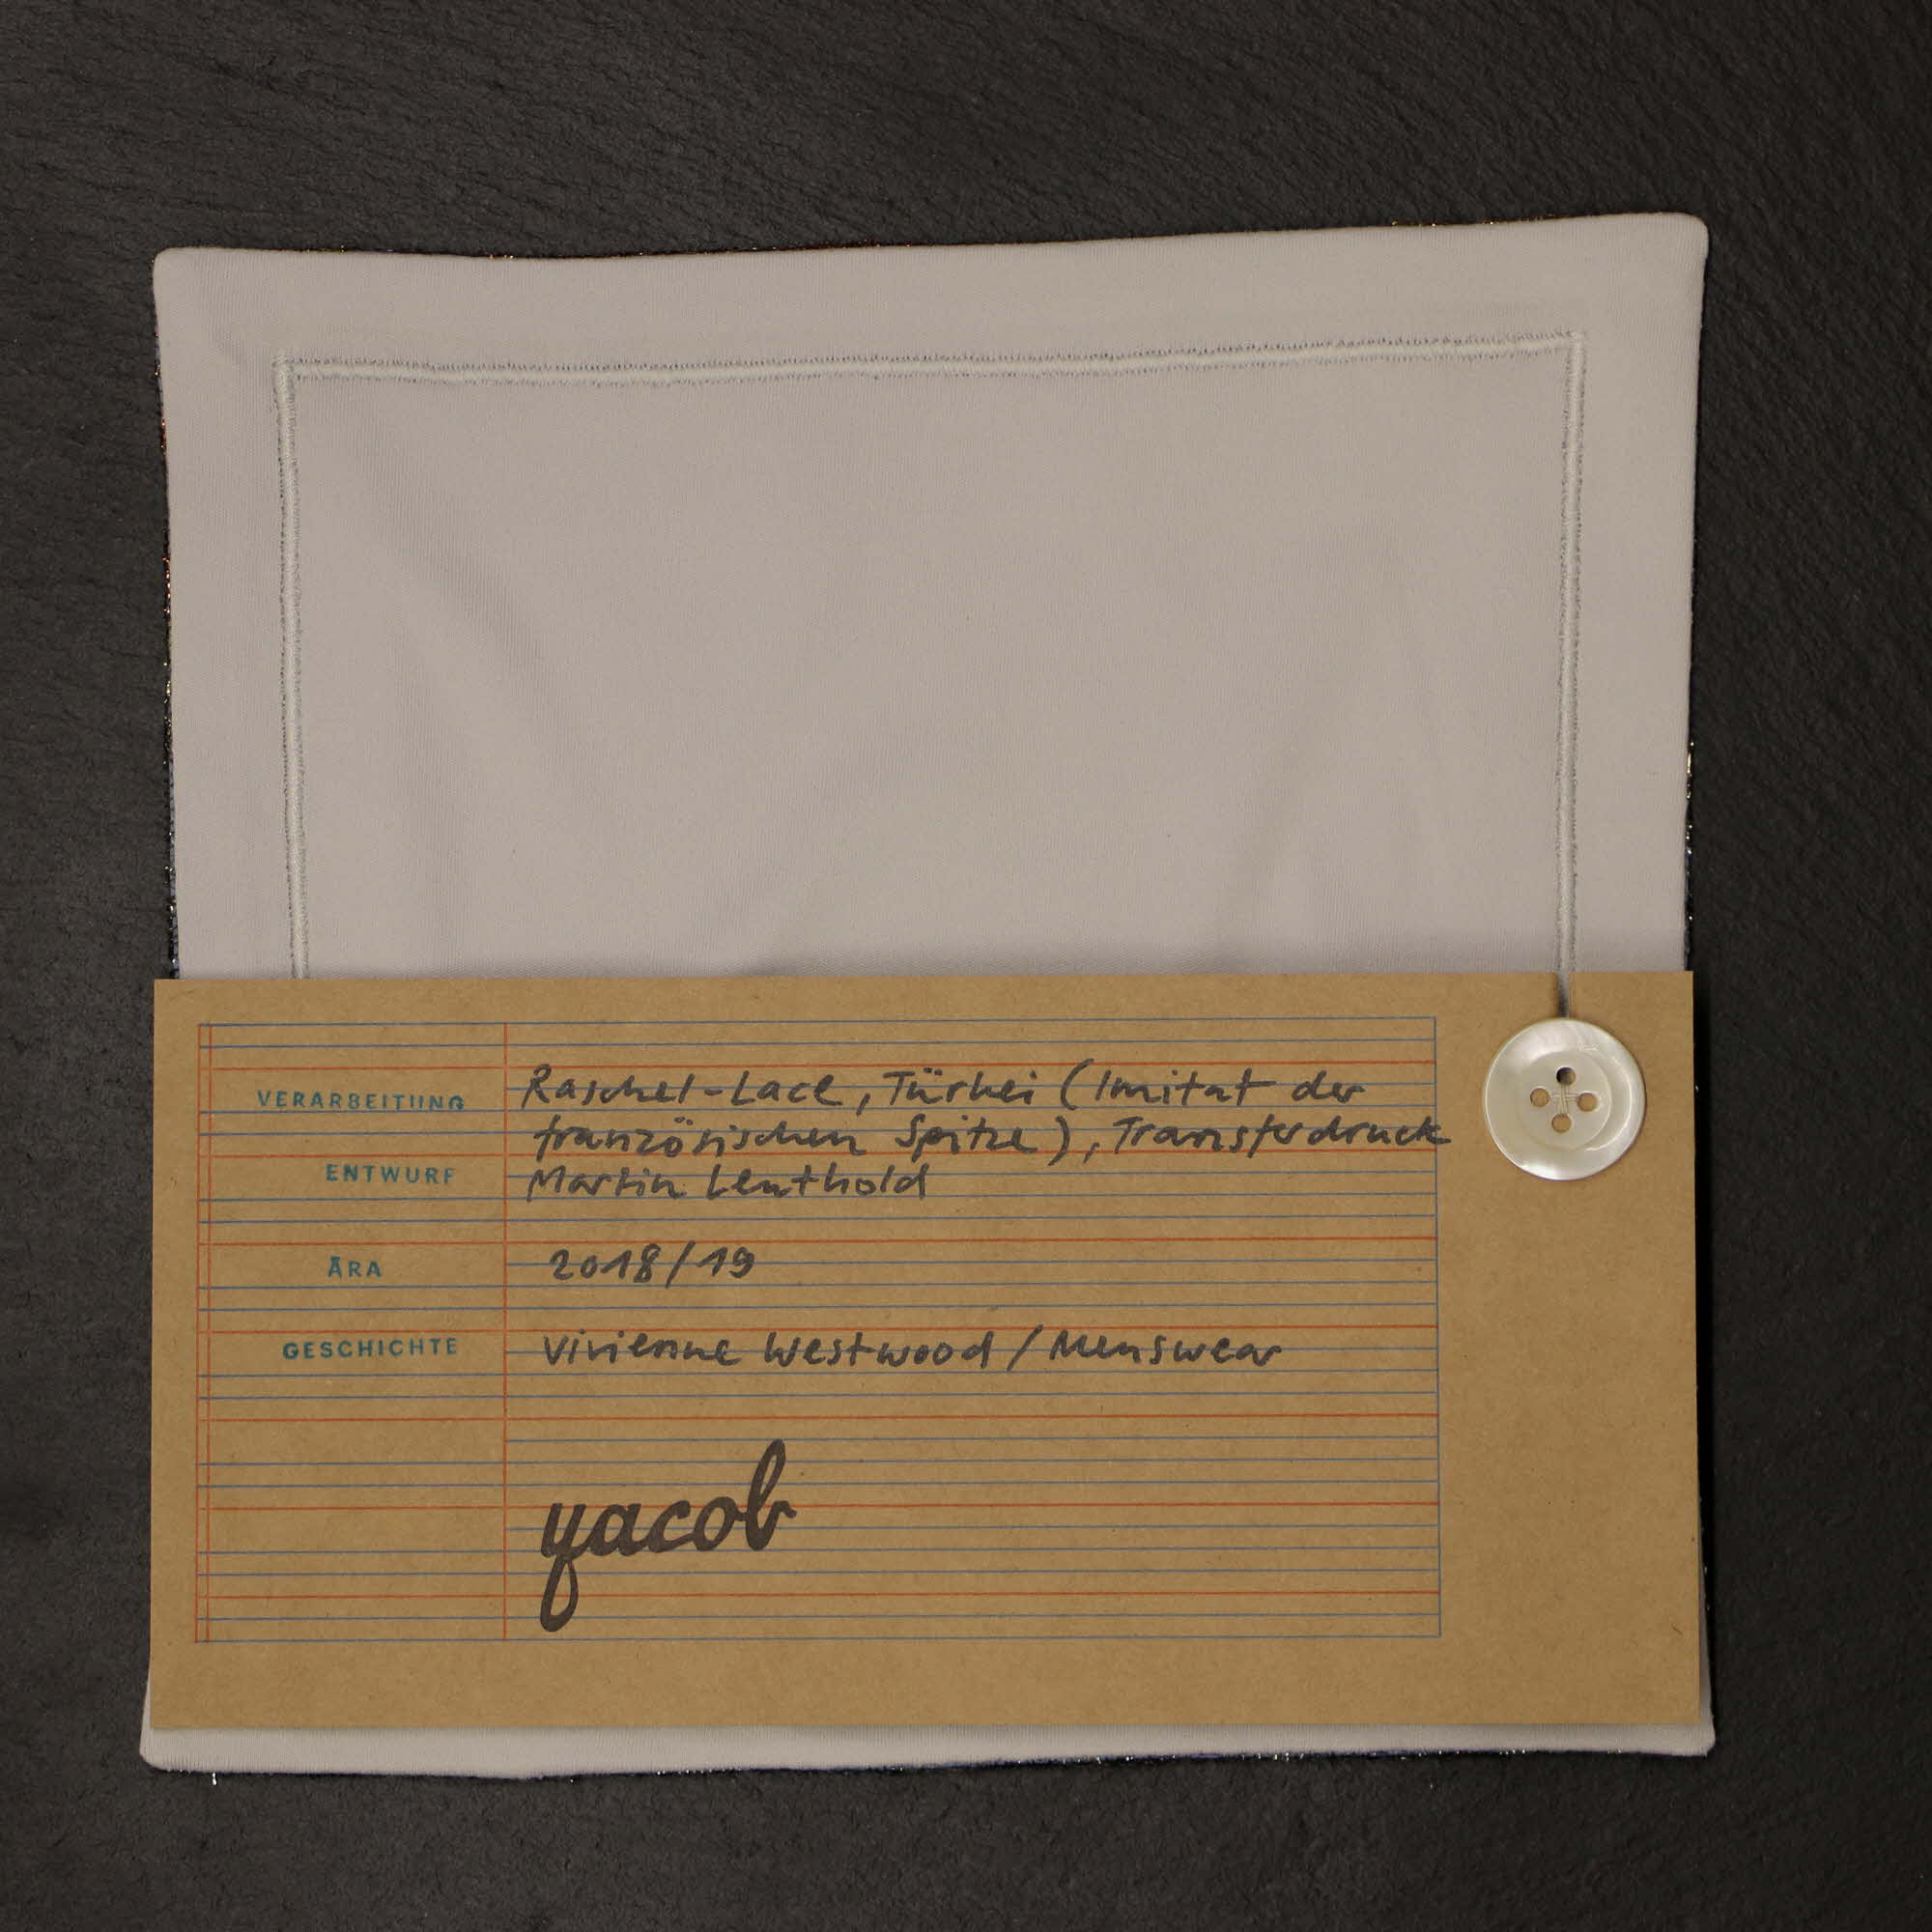 VERARBEITUNG Raschel-Lace, Türkei (Imitat der
französischen Spitze), Transferdruck
ENTWURF Martin Leuthold
ÄRA 2018/19
GESCHICHTE Vivienne Westwood / Menswear
yacob